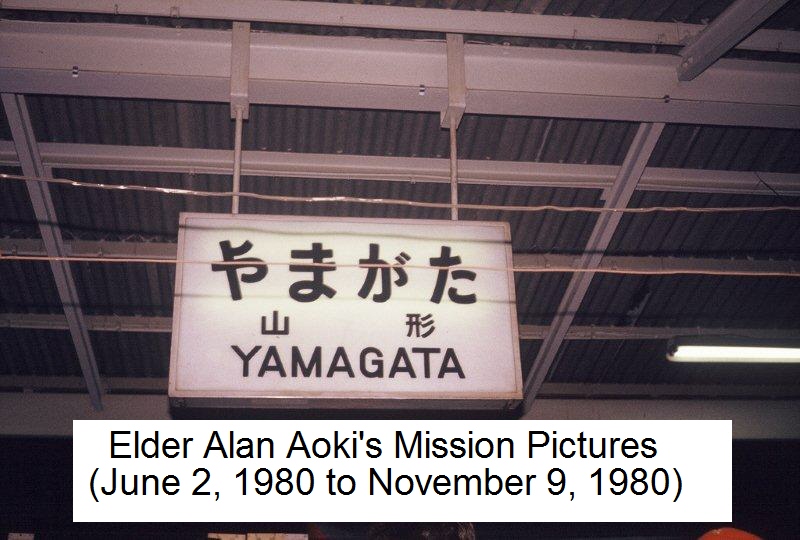 やまがた
山 形
YAMAGATA
Elder Alan Aoki's Mission Pictures
(June 2, 1980 to November 9, 1980)